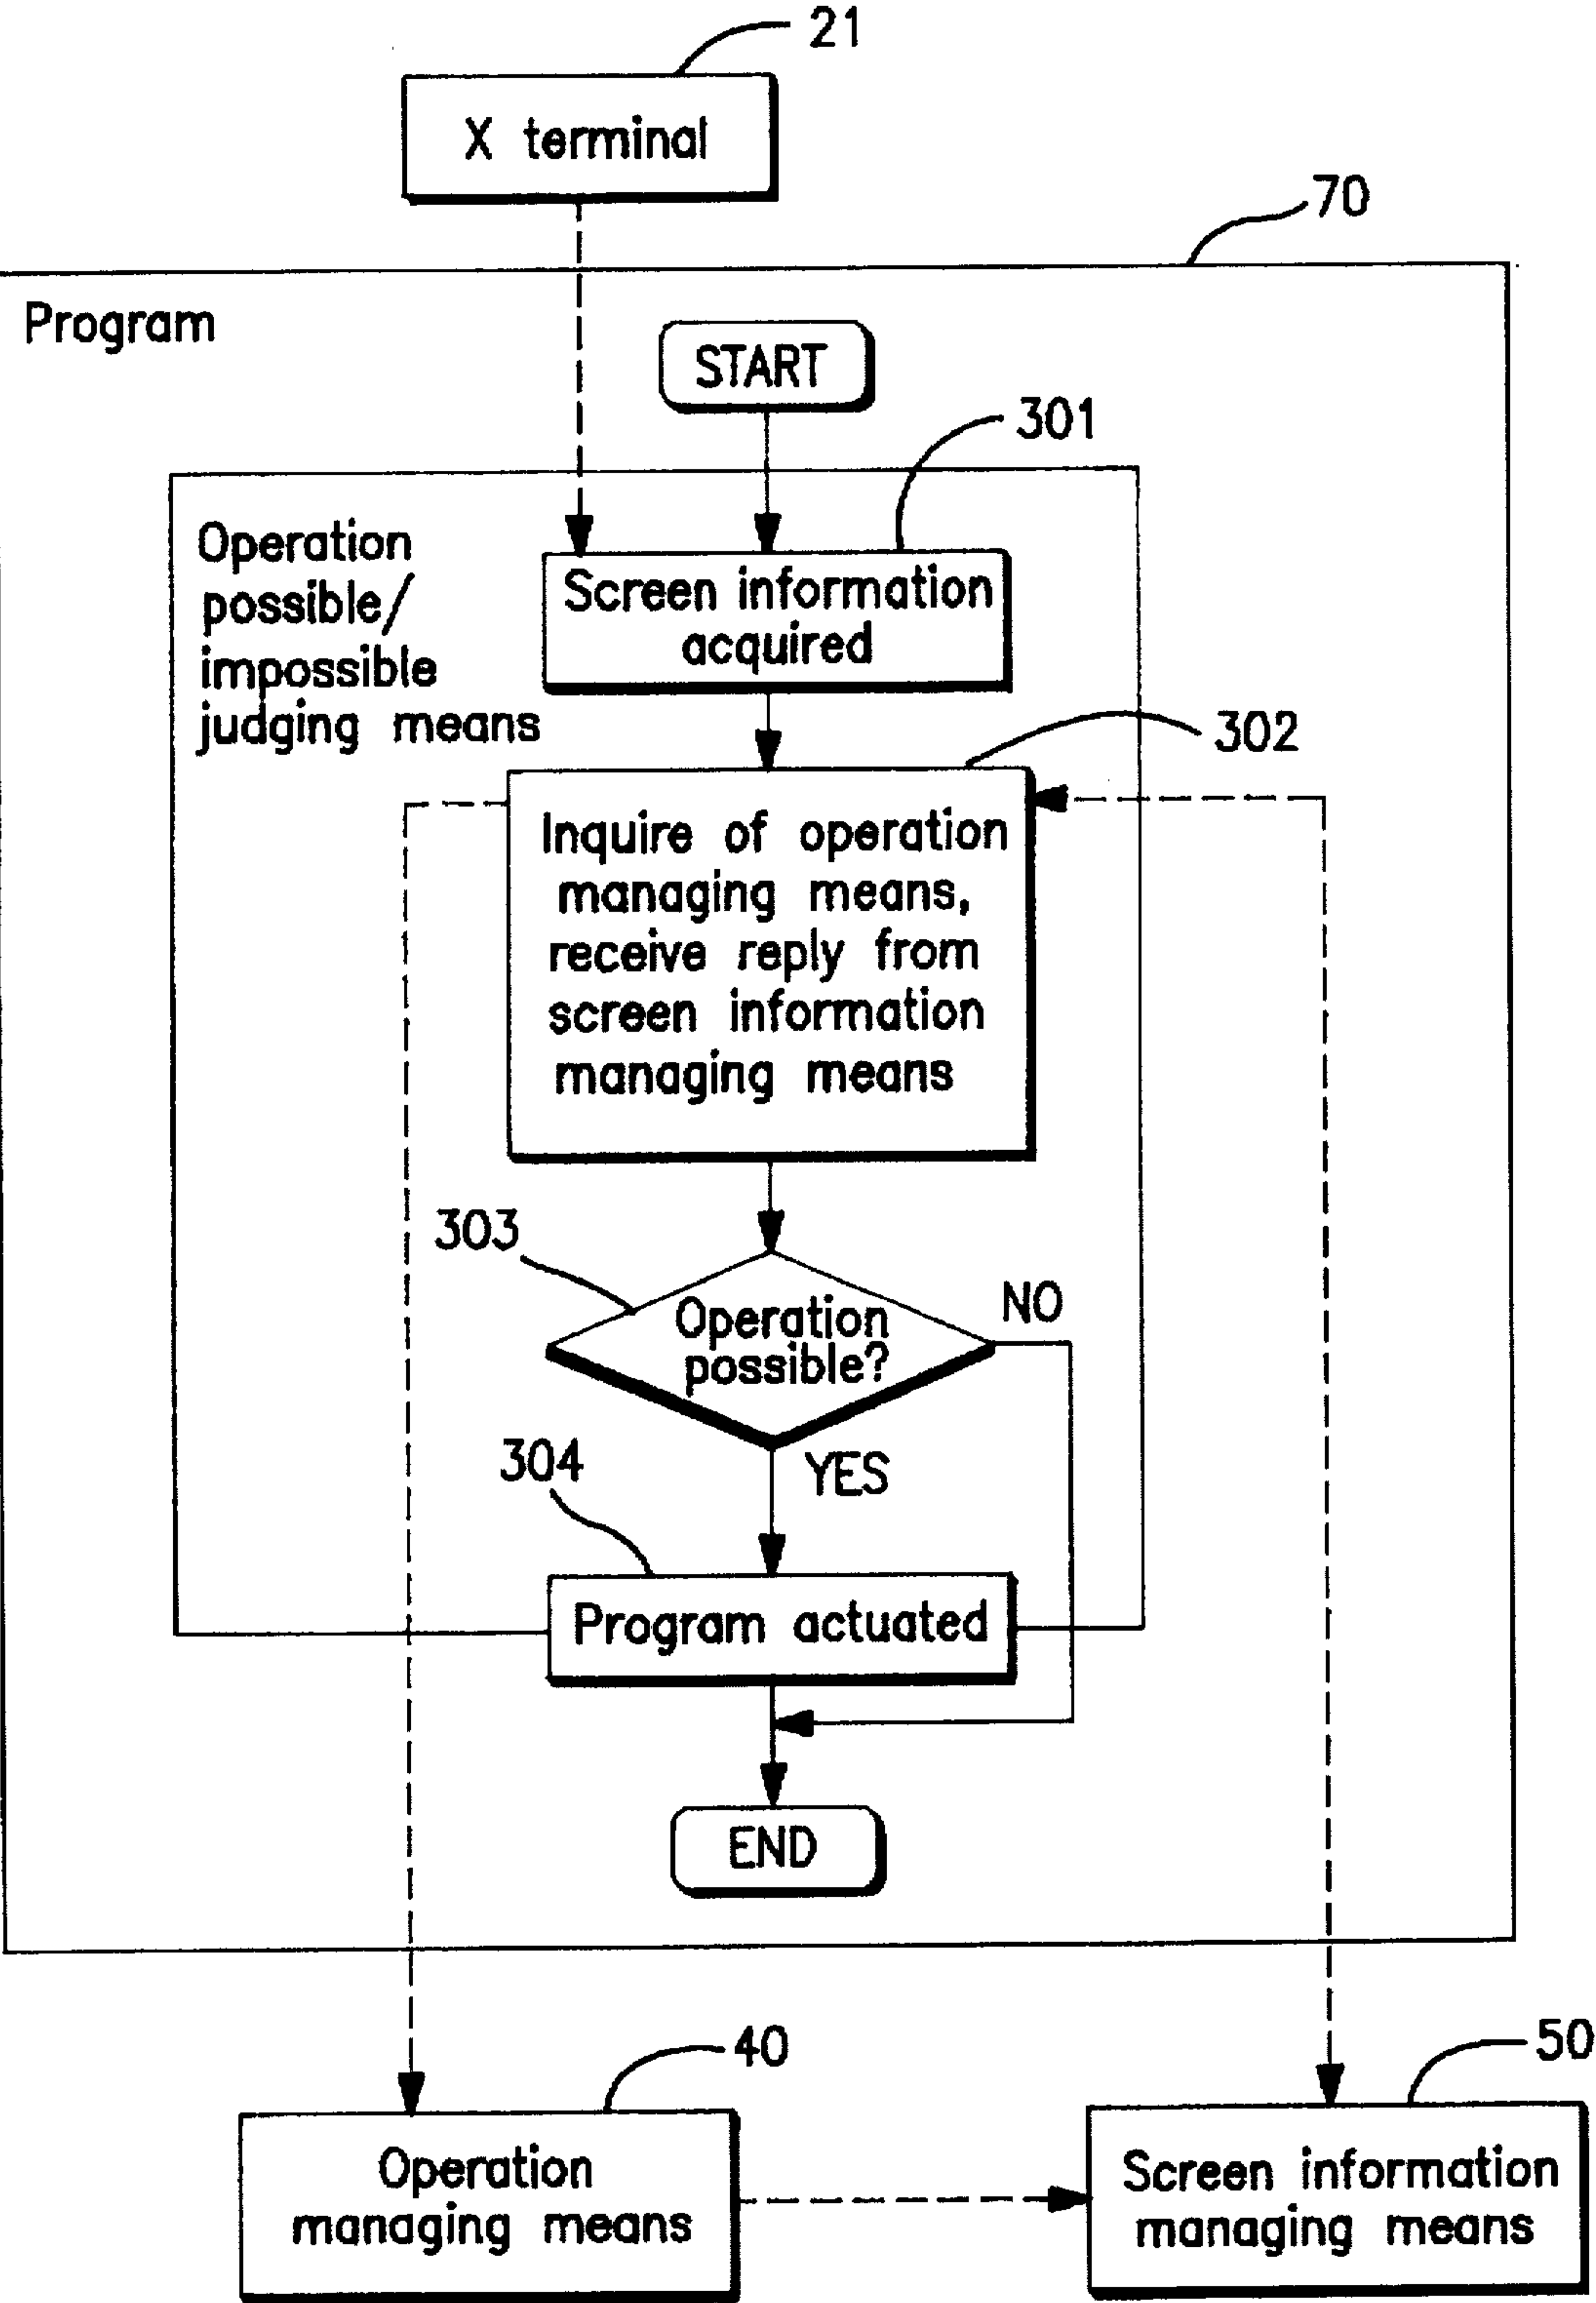 21
X terminal
70
Program
START
301
Operation
possible/
impossible
judging means
Screen information
acquired
302
Inquire of operation
managing means,
receive reply from
screen information
managing means
303
Operation
possible?
NO
YES
304
Program actuated
END
40
Operation
managing means
50
Screen information
managing means